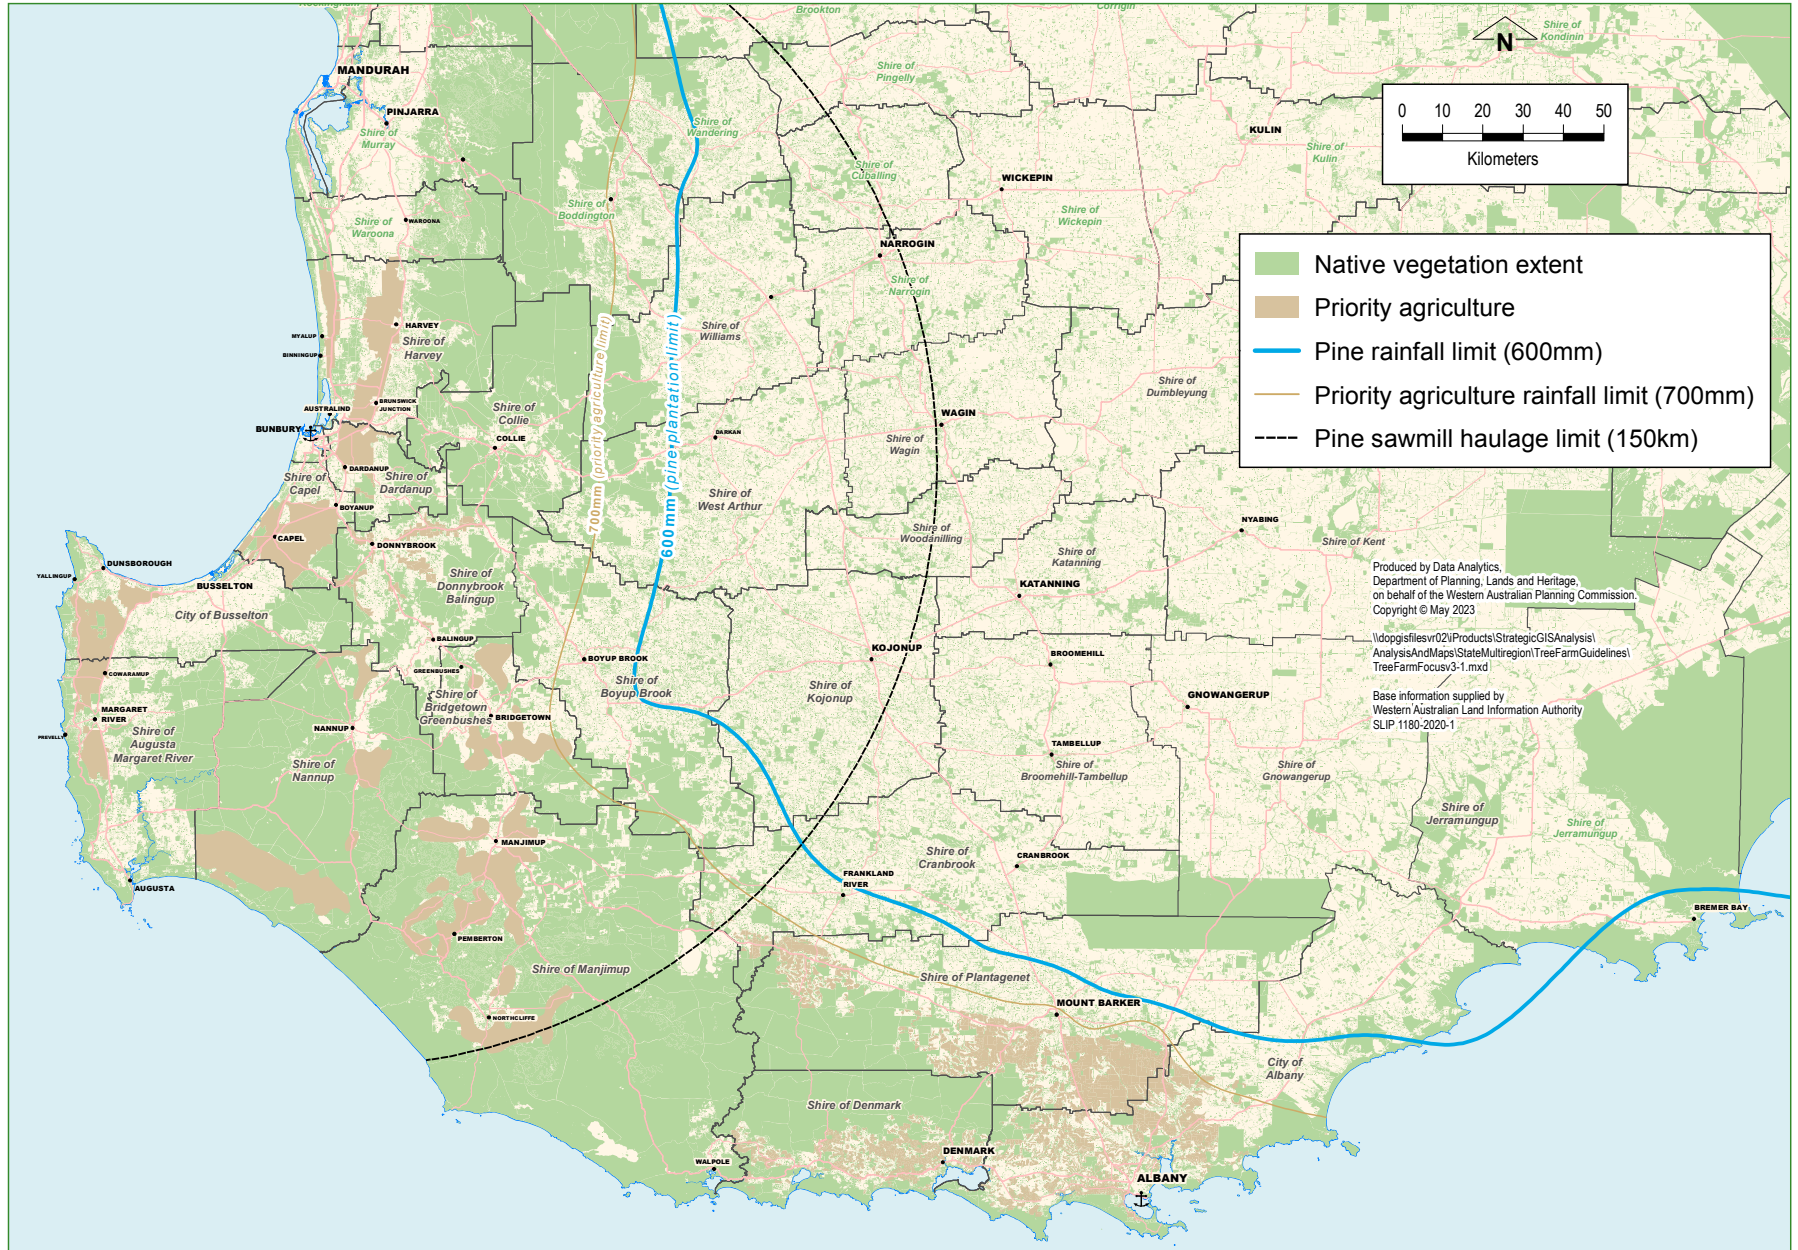 Rockingham
Brookton
Corrigin
Shire of
Kondinin
N
MANDURAH
Shire of
Pingelly
0 10 20 30 40 50
Kilometers
PINJARRA
Shire of
Murray
Shire of
Wandering
KULIN
Shire of
Kulin
Shire of
Cuballing
WICKEPIN
Shire of
Boddington
Shire of
Wickepin
Shire of
Waroona
WAROONA
NARROGIN
Shire of
Narrogin
Native vegetation extent
Priority agriculture
Pine rainfall limit (600mm)
Priority agriculture rainfall limit (700mm)
Pine sawmill haulage limit (150km)
HARVEY
Shire of
Harvey
MYALUP
BINNINGUP
Shire of
Williams
700mm (priority agriculture limit)
600mm (pine plantation limit)
Shire of
Dumbleyung
AUSTRALIND
BRUNSWICK
JUNCTION
Shire of
Collie
BUNBURY
COLLIE
DARKAN
WAGIN
Shire of
Wagin
DARDANUP
Shire of
Capel
Shire of
Dardanup
BOYANUP
Shire of
West Arthur
CAPEL
DONNYBROOK
Shire of
Woodanilling
NYABING
Shire of Kent
Shire of
Katanning
DUNSBOROUGH
YALLINGUP
BUSSELTON
Shire of
Donnybrook
Balingup
KATANNING
Produced by Data Analytics,
Department of Planning, Lands and Heritage,
on behalf of the Western Australian Planning Commission.
Copyright © May 2023
\\dopgisfilesvr02\iProducts\StrategicGISAnalysis\
AnalysisAndMaps\StateMultiregion\TreeFarmGuidelines\
TreeFarmFocusv3-1.mxd
Base information supplied by
Western Australian Land Information Authority
SLIP 1180-2020-1
City of Busselton
BALINGUP
GREENBUSHES
BOYUP BROOK
KOJONUP
BROOMEHILL
COWARAMUP
Shire of
Boyup Brook
Shire of
Kojonup
GNOWANGERUP
MARGARET
RIVER
Shire of
Bridgetown
Greenbushes
BRIDGETOWN
PREVELLY
NANNUP
Shire of
Augusta
Margaret River
TAMBELLUP
Shire of
Nannup
Shire of
Broomehill-Tambellup
Shire of
Gnowangerup
Shire of
Jerramungup
Shire of
Jerramungup
MANJIMUP
Shire of
Cranbrook
CRANBROOK
AUGUSTA
FRANKLAND
RIVER
BREMER BAY
PEMBERTON
Shire of Manjimup
Shire of Plantagenet
MOUNT BARKER
NORTHCLIFFE
City of
Albany
Shire of Denmark
DENMARK
WALPOLE
ALBANY